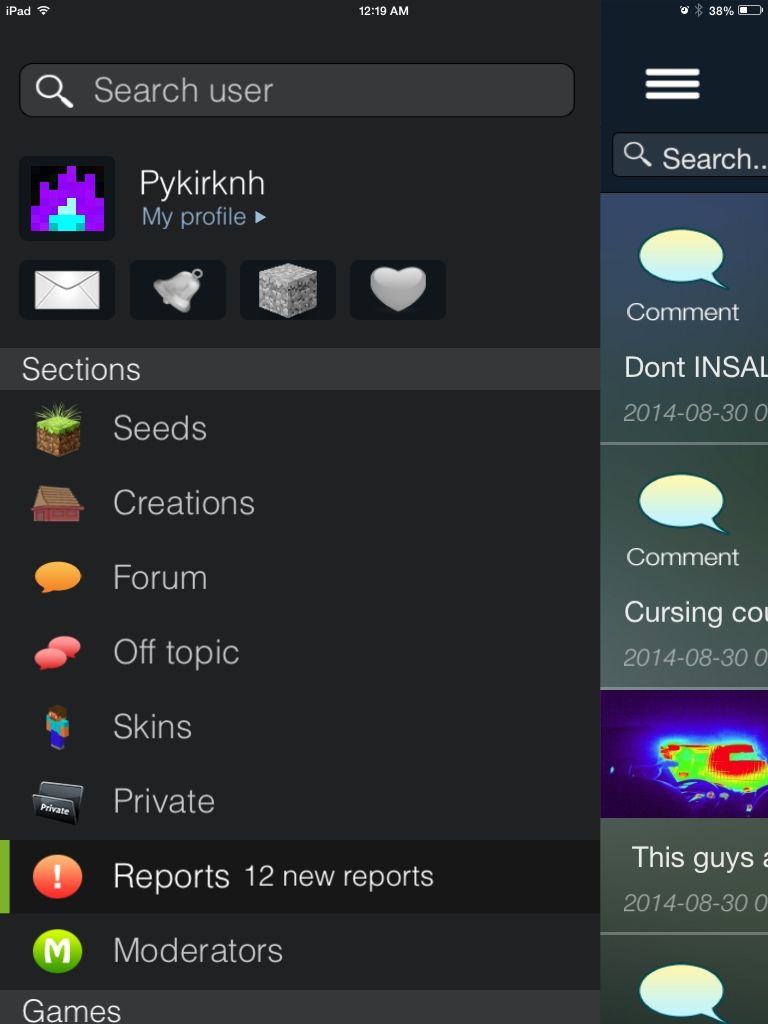 iPad 12:19 AM 38%
Search user
Pykirknh
My profile
Sections
Seeds
Creations
Forum
Off topic
Skins
Private
Private
Reports 12 new reports
M Moderators
Games
Search..
Comment
Dont INSAL
2014-08-30 0
Comment
Cursing cou
2014-08-30 0
This guys a
2014-08-30 0